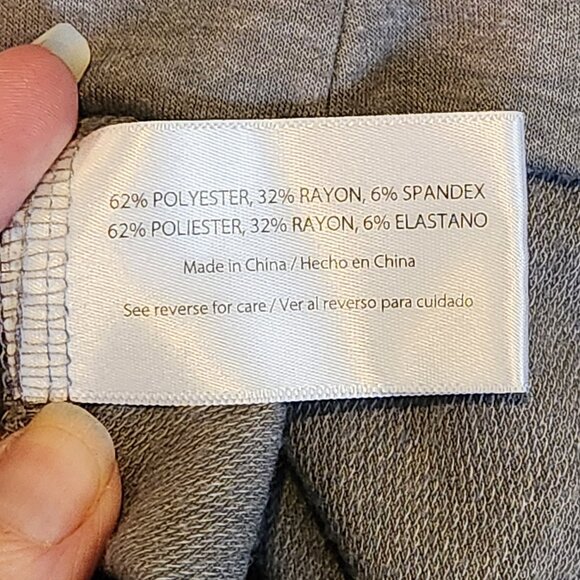 62% POLYESTER, 32% RAYON, 6% SPANDEX
62% POLIESTER, 32% RAYON, 6% ELASTANO
Made in China / Hecho en China
See reverse for care / Ver al reverso para cuidado